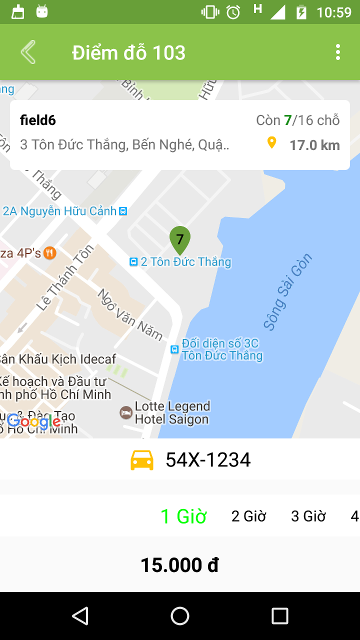 H 10:59
Điểm đỗ 103
ng
Bình
Hưng
field6
Còn 7/16 chỗ
3 Tôn Đức Thắng, Bến Nghé, Quậ..
17.0 km
Thắng
2A Nguyễn Hữu Cảnh
7
za 4P's
2 Tôn Đức Thắng
Lê Thánh Tôn
Sông Sài Gòn
Ngô Văn Năm
Đối diện số 3C
Tôn Đức Thắng
ân Khấu Kịch Idecaf
Kế hoạch và Đầu tư
nh phố Hồ Chí Minh
Lotte Legend
Hotel Saigon
Google
& Đào Tạo
Hồ Chí Minh
54X-1234
1 Giờ 2 Giờ 3 Giờ 4
15.000 đ